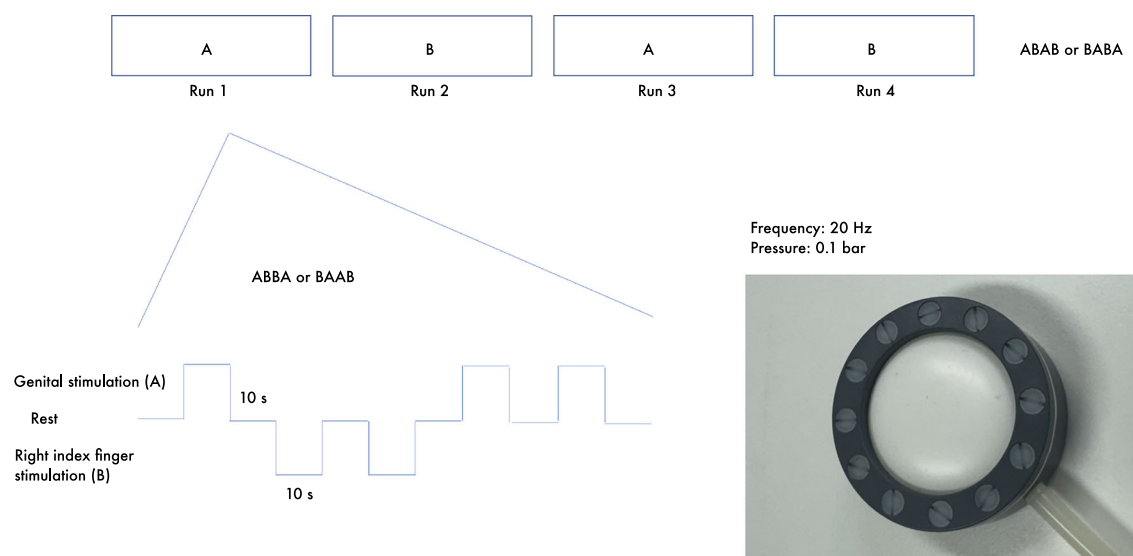 A
B
A
B
ABAB or BABA
Run 1
Run 2
Run 3
Run 4
Frequency: 20 Hz
Pressure: 0.1 bar
ABBA or BAAB
Genital stimulation (A)
10 s
Rest
Right index finger
stimulation (B)
10 s